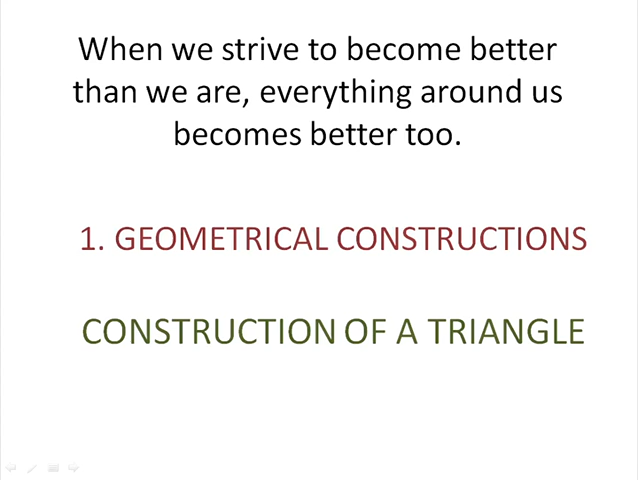 When we strive to become better
than we are, everything around us
becomes better too.
1. GEOMETRICAL CONSTRUCTIONS
CONSTRUCTION OF A TRIANGLE